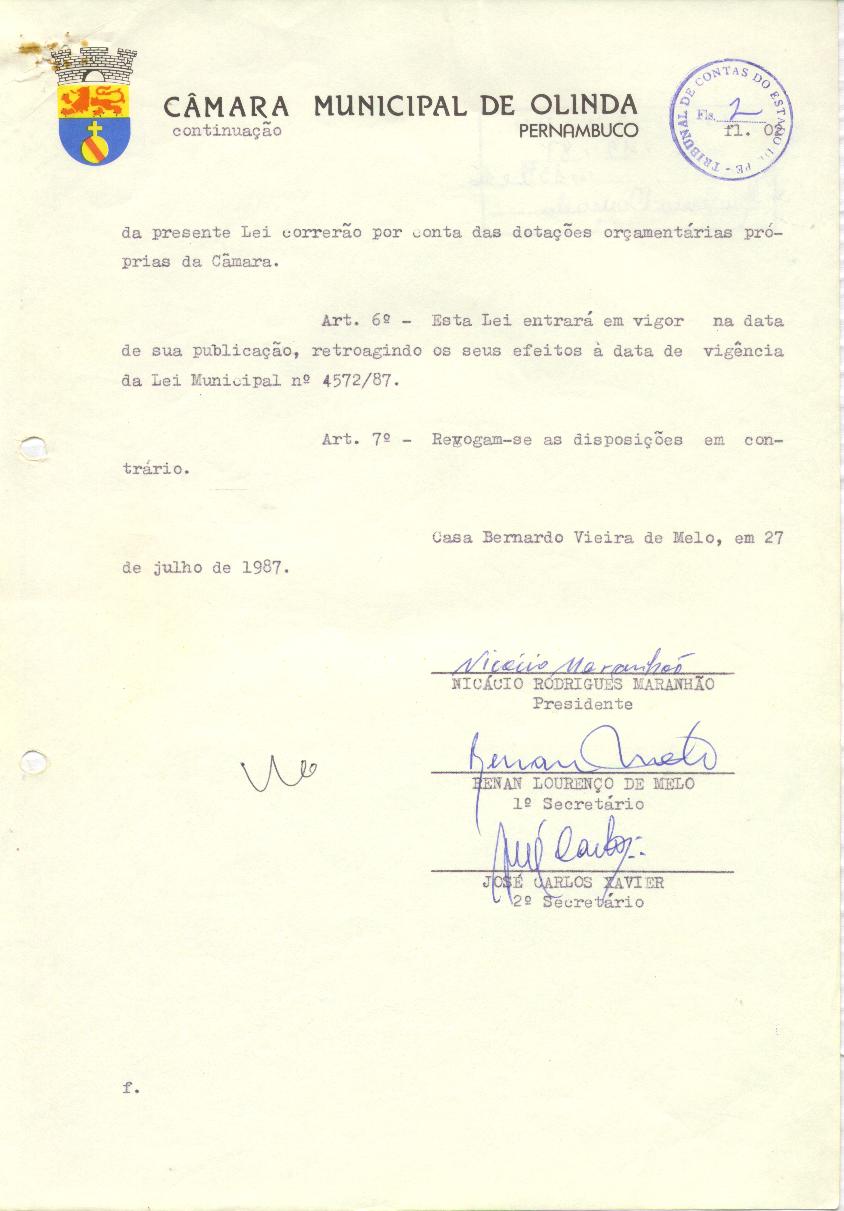 CÂMARA MUNICIPAL DE OLINDA
continuação PERNAMBUCO
TRIBUNAL DE CONTAS DO ESTADO DE PE -
Fls. 2
fl. 02
da presente Lei correrão por conta das dotações orçamentárias pró-
prias da Câmara.
Art. 6º - Esta Lei entrará em vigor na data
de sua publicação, retroagindo os seus efeitos à data de vigência
da Lei Municipal nº 4572/87.
Art. 7º - Revogam-se as disposições em con-
trário.
Casa Bernardo Vieira de Melo, em 27
de julho de 1987.
Nicácio Maranhão
NICÁCIO RODRIGUES MARANHÃO
Presidente
Renan Melo
RENAN LOURENÇO DE MELO
1º Secretário
José Carlos
JOSÉ CARLOS XAVIER
2º Secretário
f.